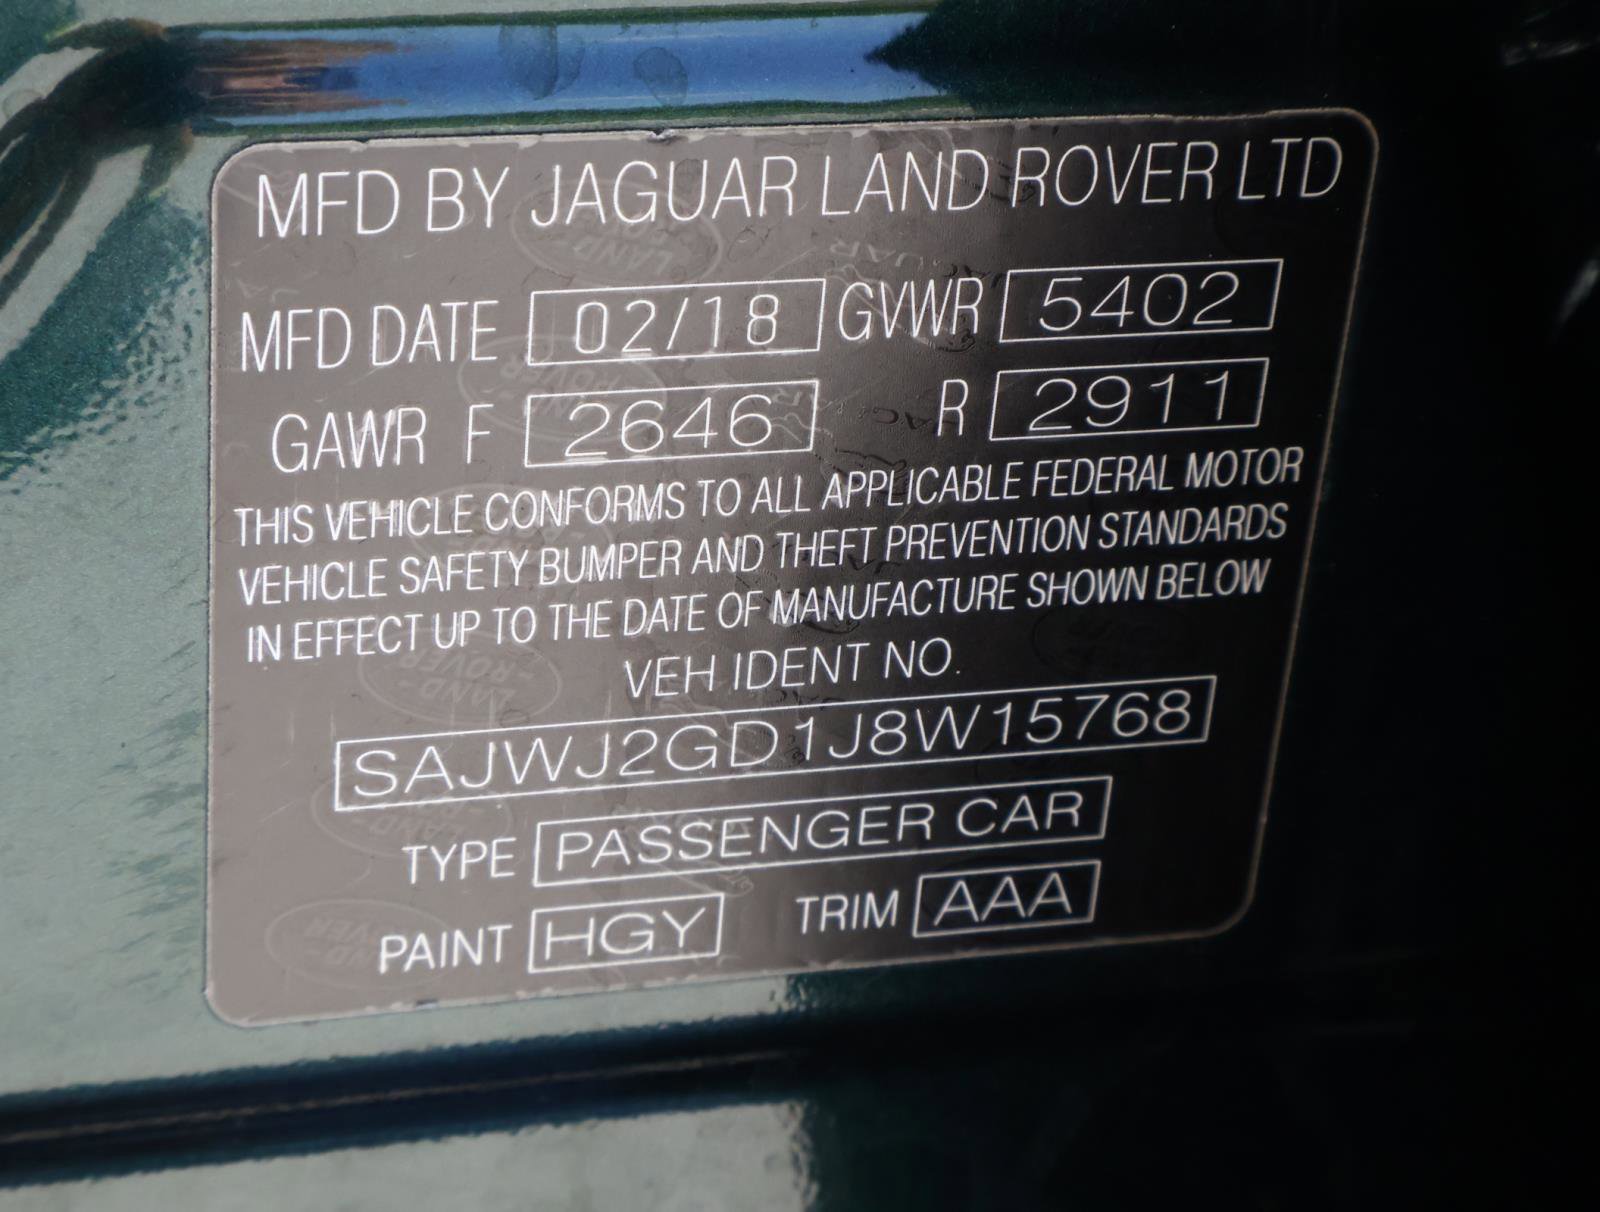 MFD BY JAGUAR LAND ROVER LTD
MFD DATE 02/18 GVWR 5402
GAWR F 2646 R 2911
THIS VEHICLE CONFORMS TO ALL APPLICABLE FEDERAL MOTOR
VEHICLE SAFETY BUMPER AND THEFT PREVENTION STANDARDS
IN EFFECT UP TO THE DATE OF MANUFACTURE SHOWN BELOW
VEH IDENT NO.
SAJWJ2GD1J8W15768
TYPE PASSENGER CAR
PAINT HGY TRIM AAA